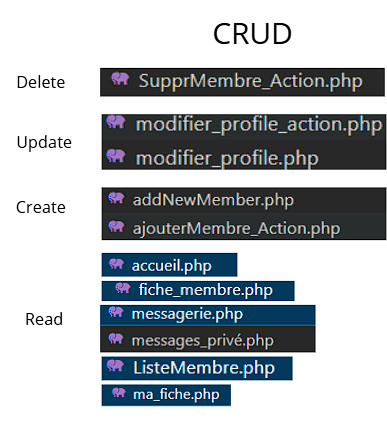 CRUD
Delete
SupprMembre_Action.php
Update
modifier_profile_action.php
modifier_profile.php
Create
addNewMember.php
ajouterMembre_Action.php
Read
accueil.php
fiche_membre.php
messagerie.php
messages_privé.php
ListeMembre.php
ma_fiche.php